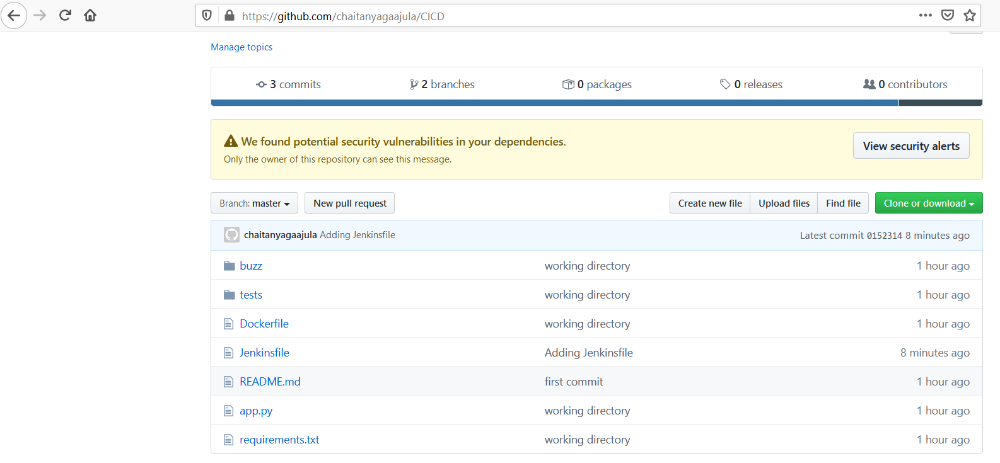 https://github.com/chaitanyagaajula/CICD
Manage topics
3 commits 2 branches 0 packages 0 releases 0 contributors
We found potential security vulnerabilities in your dependencies.
Only the owner of this repository can see this message.
View security alerts
Branch: master New pull request Create new file Upload files Find file Clone or download
chaitanyagaajula Adding Jenkinsfile Latest commit 0152314 8 minutes ago
buzz working directory 1 hour ago
tests working directory 1 hour ago
Dockerfile working directory 1 hour ago
Jenkinsfile Adding Jenkinsfile 8 minutes ago
README.md first commit 1 hour ago
app.py working directory 1 hour ago
requirements.txt working directory 1 hour ago